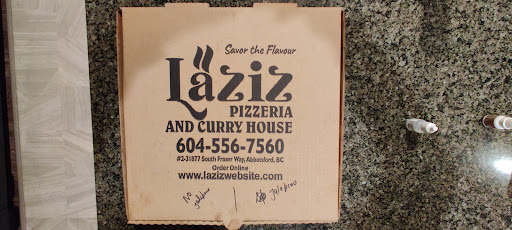 Savor the Flavour
Laziz
PIZZERIA
AND CURRY HOUSE
604-556-7560
#2-31877 South Fraser Way, Abbotsford, BC
Order Online
www.lazizwebsite.com
No